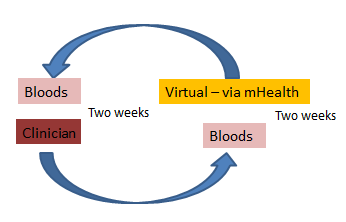 Bloods
Clinician
Two weeks
Virtual – via mHealth
Bloods
Two weeks